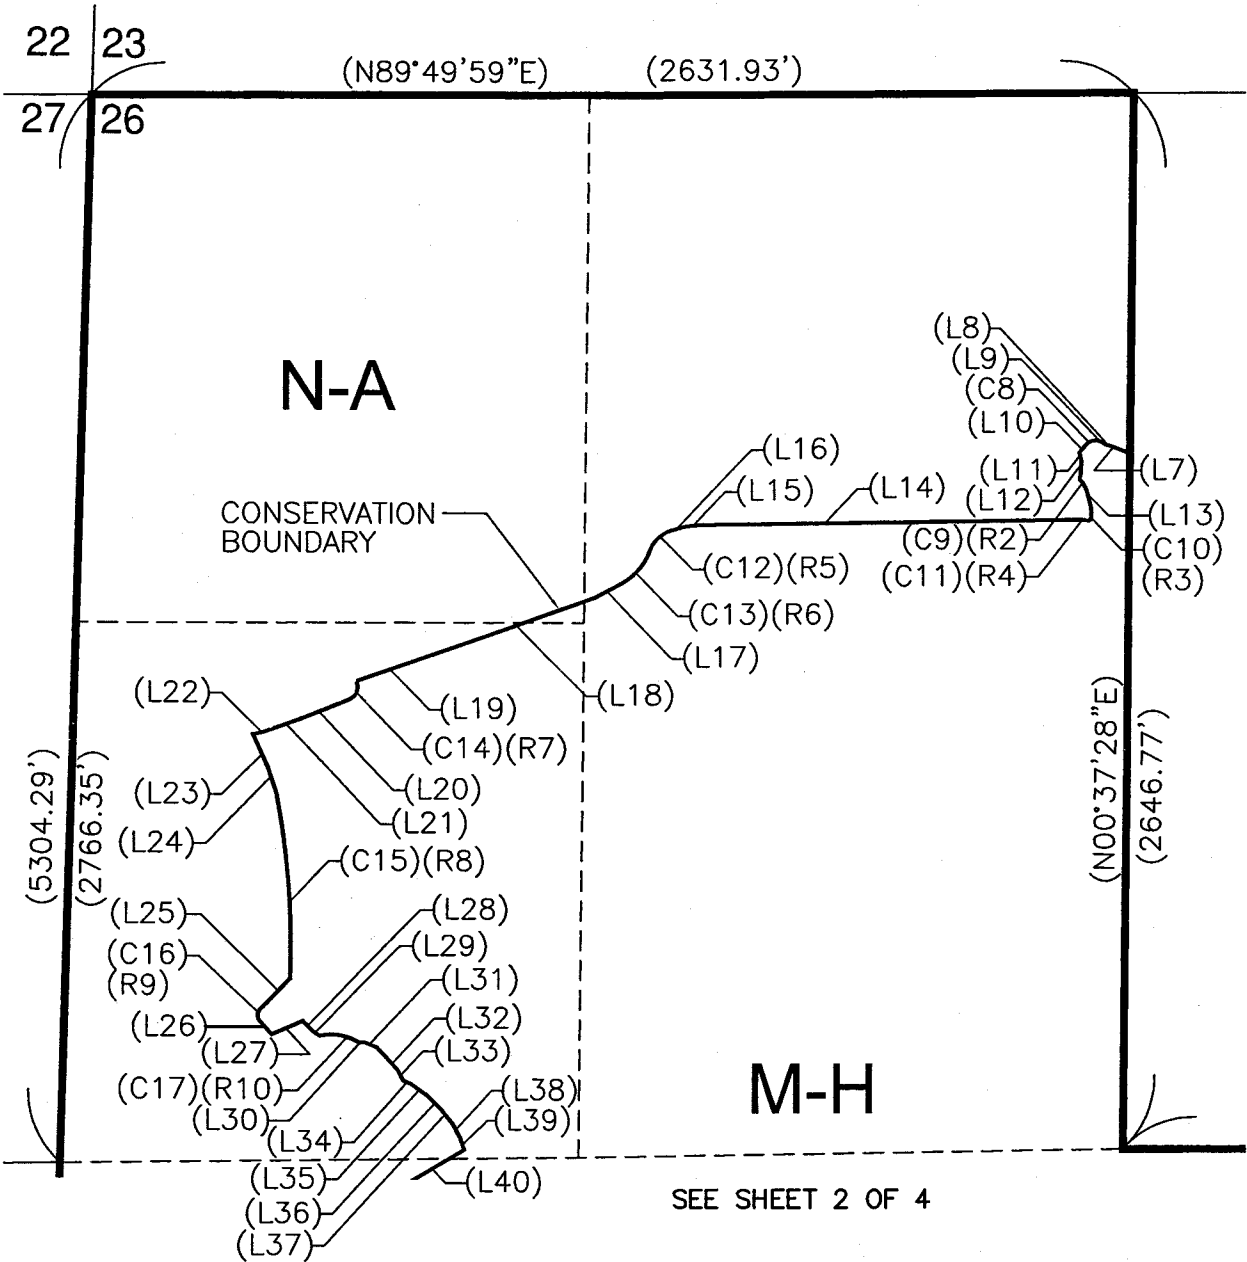 22 23
(N89°49'59"E) (2631.93')
27 26
(L8)
(L9)
(C8)
N-A
(L10)
(L16)
(L11) (L7)
(L15) (L14)
(L12)
CONSERVATION
BOUNDARY
(L13)
(C9)(R2)
(C10)
(R3)
(C12)(R5)
(C11)(R4)
(C13)(R6)
(L17)
(L22)
(L18)
(L19)
(C14)(R7)
(L23)
(L20)
(L21)
(L24)
(5304.29')
(2766.35')
(N00°37'28"E)
(2646.77')
(C15)(R8)
(L25)
(L28)
(C16)
(R9)
(L29)
(L31)
(L26)
(L32)
(L27)
(L33)
(C17)(R10)
(L38)
M-H
(L30)
(L39)
(L34)
(L35)
(L40)
SEE SHEET 2 OF 4
(L36)
(L37)